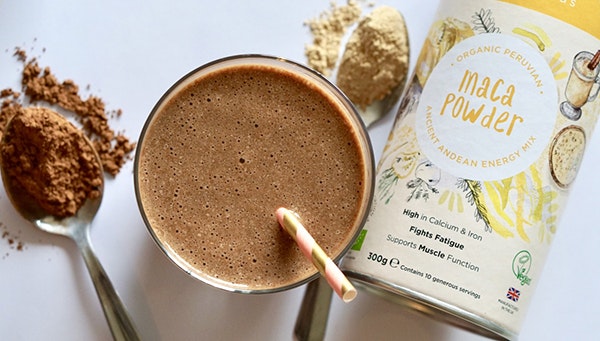 ORGANIC PERUVIAN
maca
Powder
ANCIENT ANDEAN ENERGY MIX
High in Calcium & Iron
Fights Fatigue
Supports Muscle Function
300g e Contains 10 generous servings
MANUFACTURED